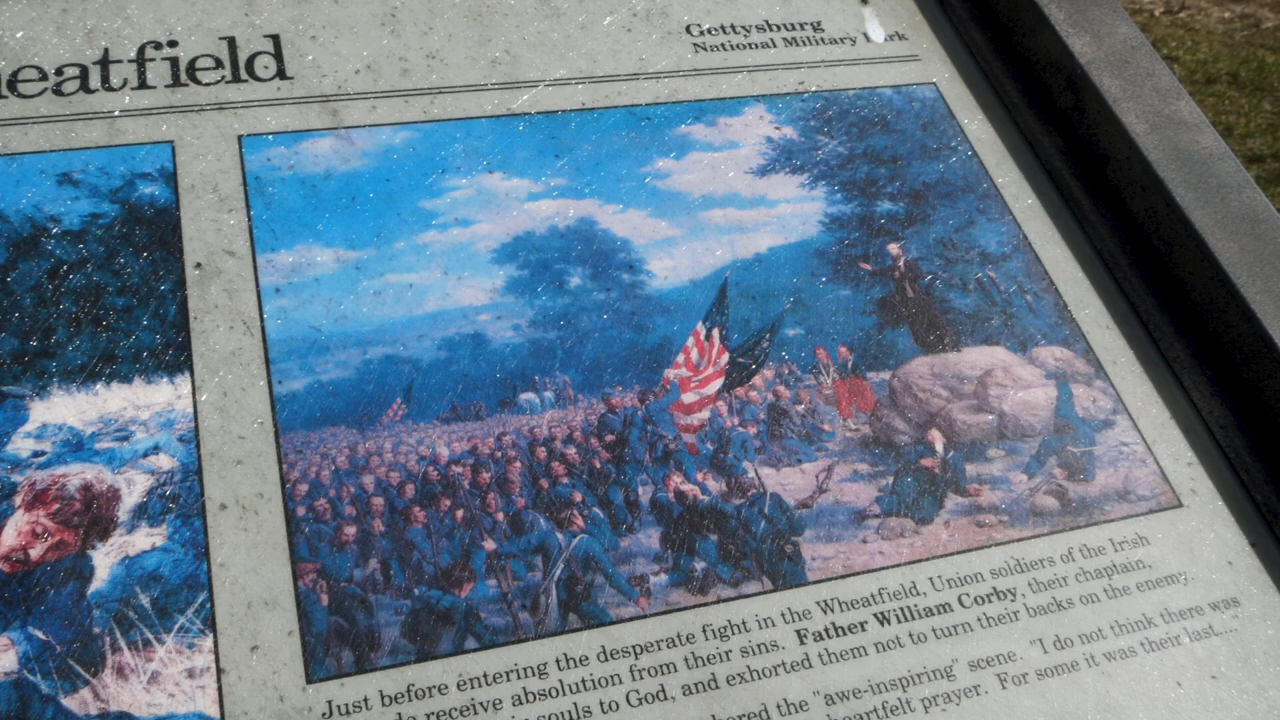 eatfield
Gettysburg
National Military Park
Just before entering the desperate fight in the Wheatfield, Union soldiers of the Irish
receive absolution from their sins. Father William Corby, their chaplain,
souls to God, and exhorted them not to turn their backs on the enemy.
the "awe-inspiring" scene. "I do not think there was
prayer. For some it was their last...."